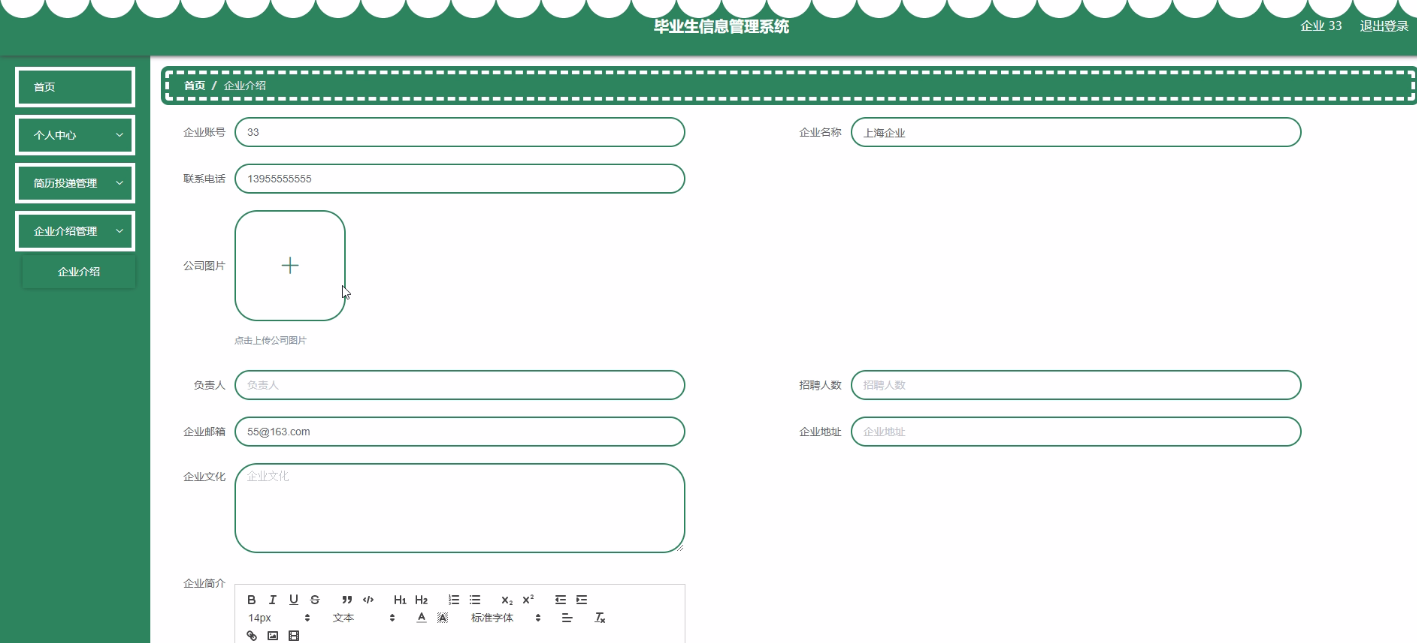 毕业生信息管理系统
企业 33 退出登录
首页
首页 / 企业介绍
个人中心
简历投递管理
企业介绍管理
企业介绍
企业账号 33
企业名称 上海企业
联系电话 13955555555
公司图片
点击上传公司图片
负责人 负责人
招聘人数 招聘人数
企业邮箱 55@163.com
企业地址 企业地址
企业文化 企业文化
企业简介
B I U S H1 H2 X2 X2
14px 文本 A A 标准字体 Tx